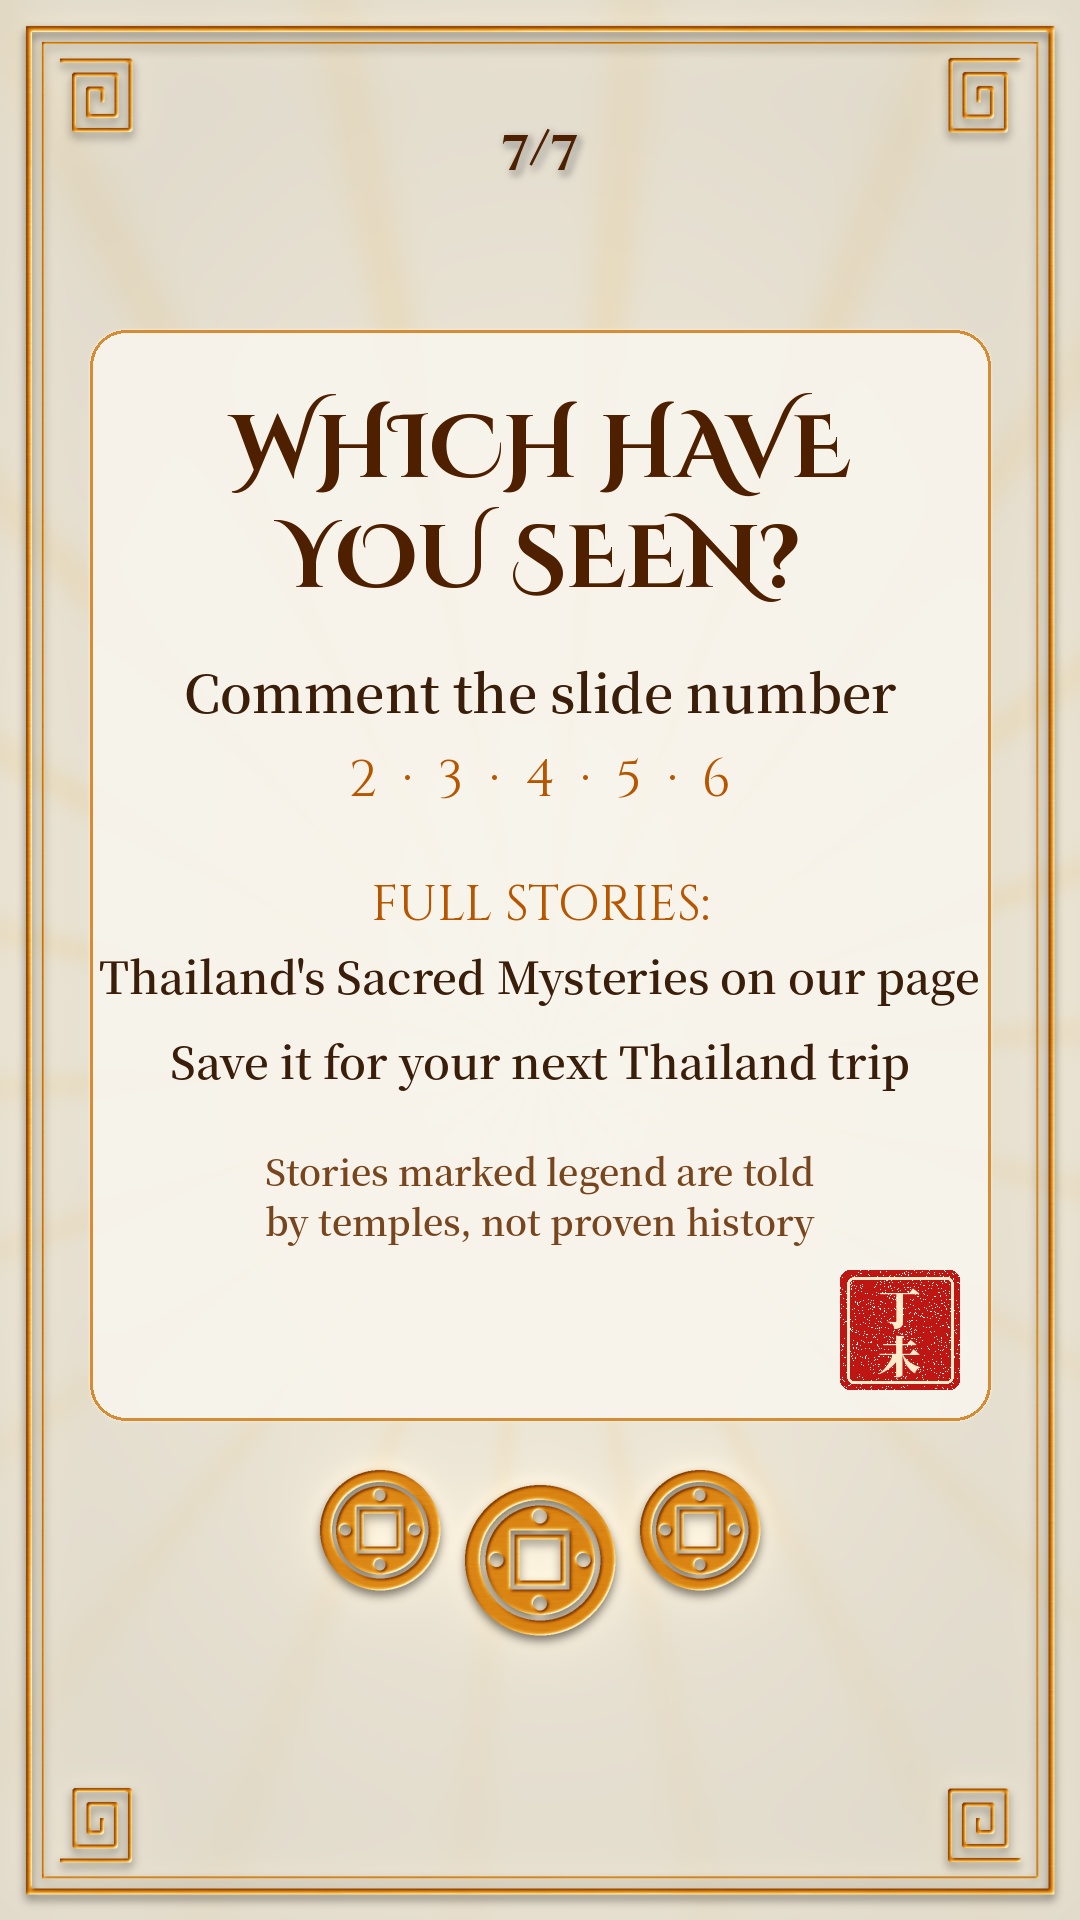 7/7
WHICH HAVE
YOU SEEN?
Comment the slide number
2 · 3 · 4 · 5 · 6
FULL STORIES:
Thailand's Sacred Mysteries on our page
Save it for your next Thailand trip
Stories marked legend are told
by temples, not proven history
丁
未